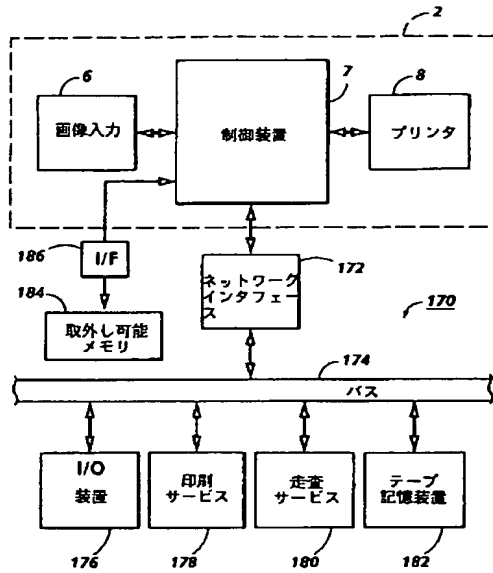 2
6
7
8
画像入力
制御装置
プリンタ
186
I/F
184
取外し可能
メモリ
ネットワーク
インタフェー
ス
172
170
174
バス
I/O
装置
印刷
サービス
走査
サービス
テープ
記憶装置
176
178
180
182